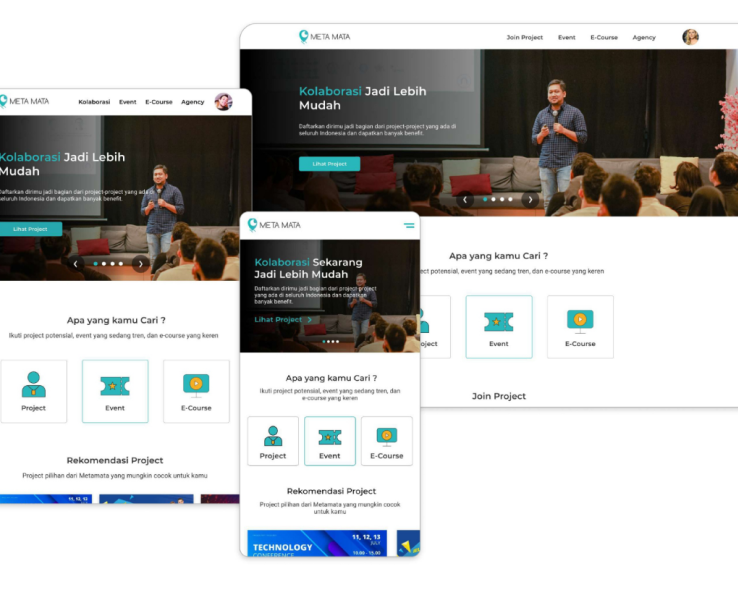 META MATA
Join Project
Event
E-Course
Agency
Kolaborasi Jadi Lebih
Mudah
Daftarkan dirimu jadi bagian dari project-project yang ada di
seluruh Indonesia dan dapatkan banyak benefit.
Lihat Project
Apa yang kamu Cari ?
potensial, event yang sedang tren, dan e-course yang keren
Event
E-Course
Join Project
META MATA
Kolaborasi
Event
E-Course
Agency
Kolaborasi Jadi Lebih
Mudah
Daftarkan dirimu jadi bagian dari project-project yang ada di
seluruh Indonesia dan dapatkan banyak benefit.
Lihat Project
Apa yang kamu Cari ?
Ikuti project potensial, event yang sedang tren, dan e-course yang keren
Project
Event
E-Course
Rekomendasi Project
Project pilihan dari Metamata yang mungkin cocok untuk kamu
11, 12, 13
META MATA
Kolaborasi Sekarang
Jadi Lebih Mudah
Daftarkan dirimu jadi bagian dari project-project
yang ada di seluruh Indonesia dan dapatkan
banyak benefit.
Lihat Project
Apa yang kamu Cari ?
Ikuti project potensial, event yang sedang tren, dan
e-course yang keren
Project
Event
E-Course
Rekomendasi Project
Project pilihan dari Metamata yang mungkin cocok
untuk kamu
TECHNOLOGY
CONFERENCE
11, 12, 13
JULY